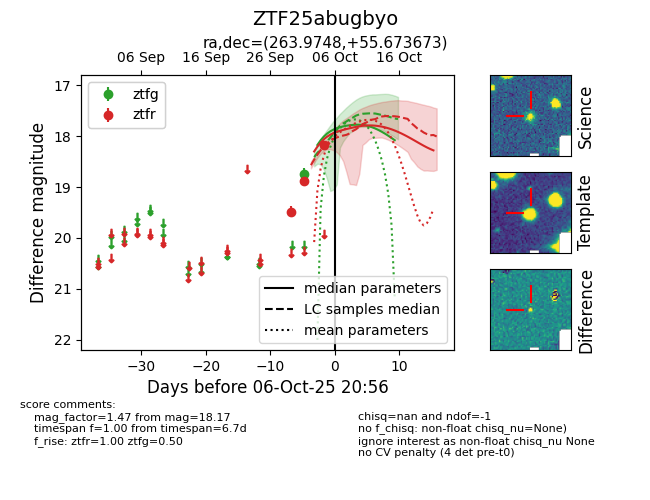 ZTF25abugbyo
ra,dec=(263.9748,+55.673673)
06 Sep 16 Sep 26 Sep 06 Oct 16 Oct
ztfg
ztfr
17
18
19
20
21
22
Difference magnitude
median parameters
LC samples median
mean parameters
−30 −20 −10 0 10
Days before 06-Oct-25 20:56
Science
Template
Difference
score comments:
mag_factor=1.47 from mag=18.17
timespan f=1.00 from timespan=6.7d
f_rise: ztfr=1.00 ztfg=0.50
chisq=nan and ndof=-1
no f_chisq: non-float chisq_nu=None)
ignore interest as non-float chisq_nu None
no CV penalty (4 det pre-t0)